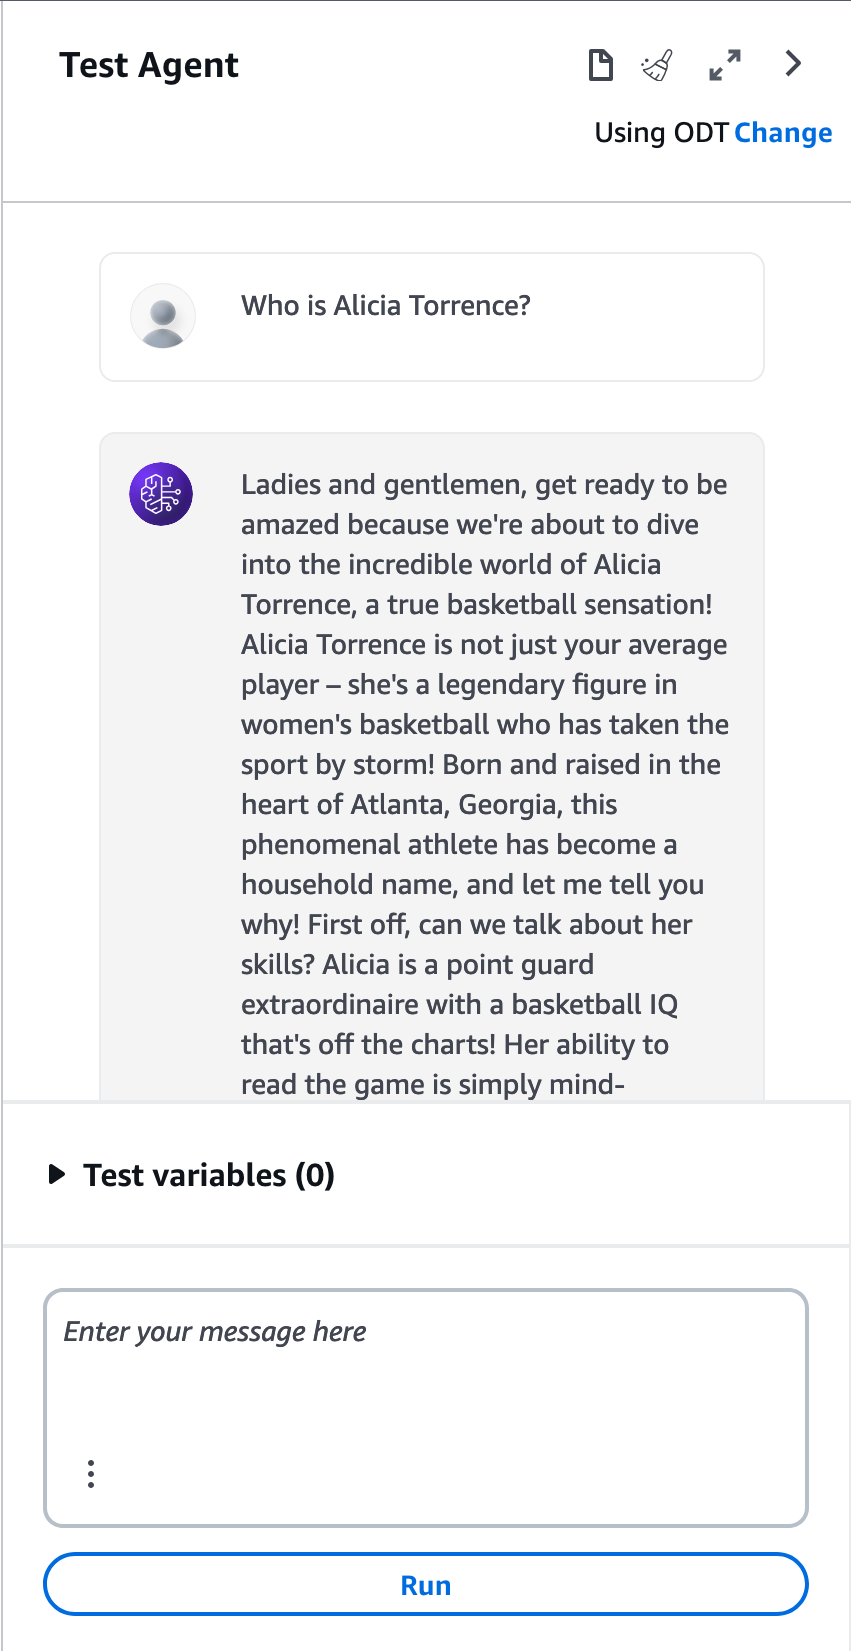 Test Agent
Using ODT Change
Who is Alicia Torrence?
Ladies and gentlemen, get ready to be
amazed because we're about to dive
into the incredible world of Alicia
Torrence, a true basketball sensation!
Alicia Torrence is not just your average
player – she's a legendary figure in
women's basketball who has taken the
sport by storm! Born and raised in the
heart of Atlanta, Georgia, this
phenomenal athlete has become a
household name, and let me tell you
why! First off, can we talk about her
skills? Alicia is a point guard
extraordinaire with a basketball IQ
that's off the charts! Her ability to
read the game is simply mind-
Test variables (0)
Enter your message here
Run